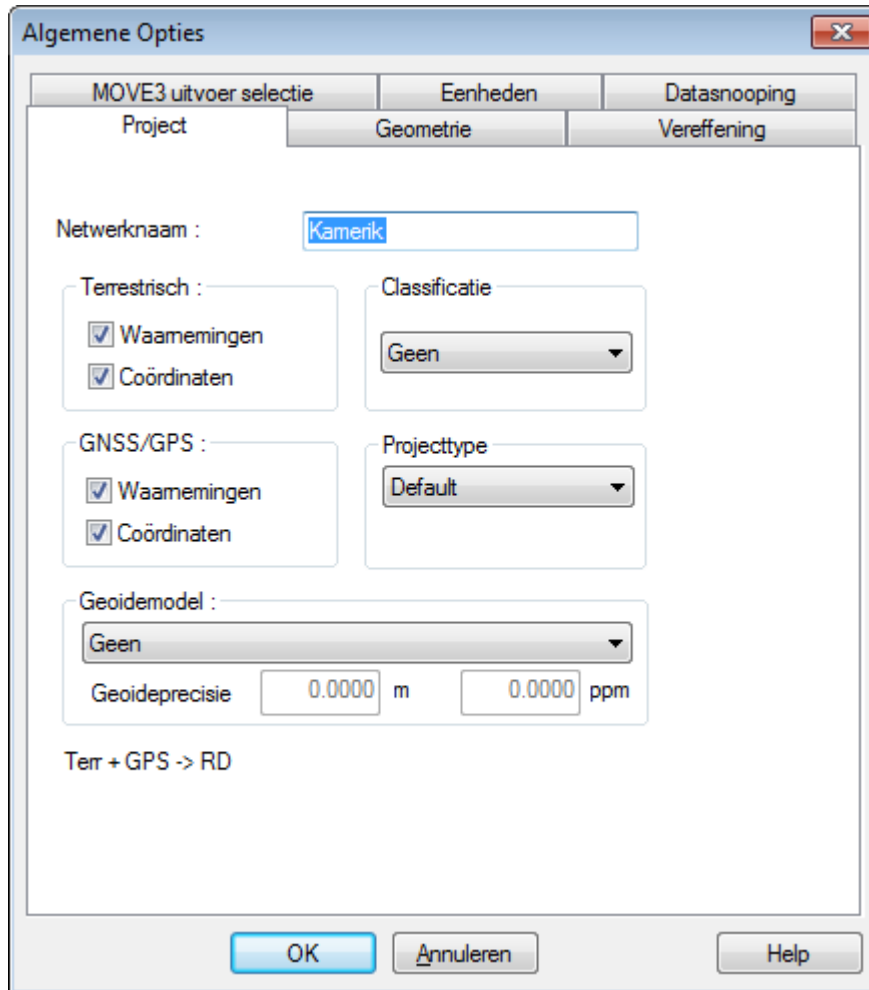 Algemene Opties
MOVE3 uitvoer selectie
Eenheden
Datasnooping
Project
Geometrie
Vereffening
Netwerknaam :
Kamerik
Terrestrisch :
Waarnemingen
Coördinaten
Classificatie
Geen
GNSS/GPS :
Waarnemingen
Coördinaten
Projecttype
Default
Geoidemodel :
Geen
Geoideprecisie 0.0000 m 0.0000 ppm
Terr + GPS -> RD
OK
Annuleren
Help